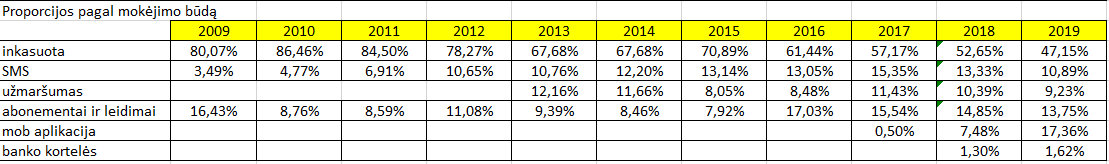 Proporcijos pagal mokėjimo būdą
2009 2010 2011 2012 2013 2014 2015 2016 2017 2018 2019
inkasuota 80,07% 86,46% 84,50% 78,27% 67,68% 67,68% 70,89% 61,44% 57,17% 52,65% 47,15%
SMS 3,49% 4,77% 6,91% 10,65% 10,76% 12,20% 13,14% 13,05% 15,35% 13,33% 10,89%
užmaršumas 12,16% 11,66% 8,05% 8,48% 11,43% 10,39% 9,23%
abonementai ir leidimai 16,43% 8,76% 8,59% 11,08% 9,39% 8,46% 7,92% 17,03% 15,54% 14,85% 13,75%
mob aplikacija 0,50% 7,48% 17,36%
banko kortelės 1,30% 1,62%